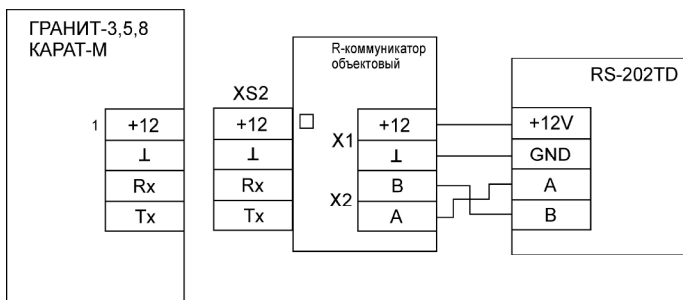 ГРАНИТ-3,5,8
КАРАТ-М
1
+12
⊥
Rx
Tx
XS2
+12
⊥
Rx
Tx
R-коммуникатор
объектовый
X1
X2
+12
⊥
B
A
RS-202TD
+12V
GND
A
B